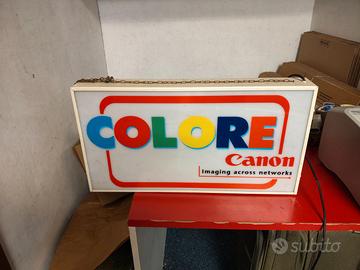 COLORE
Canon
Imaging across networks
subito